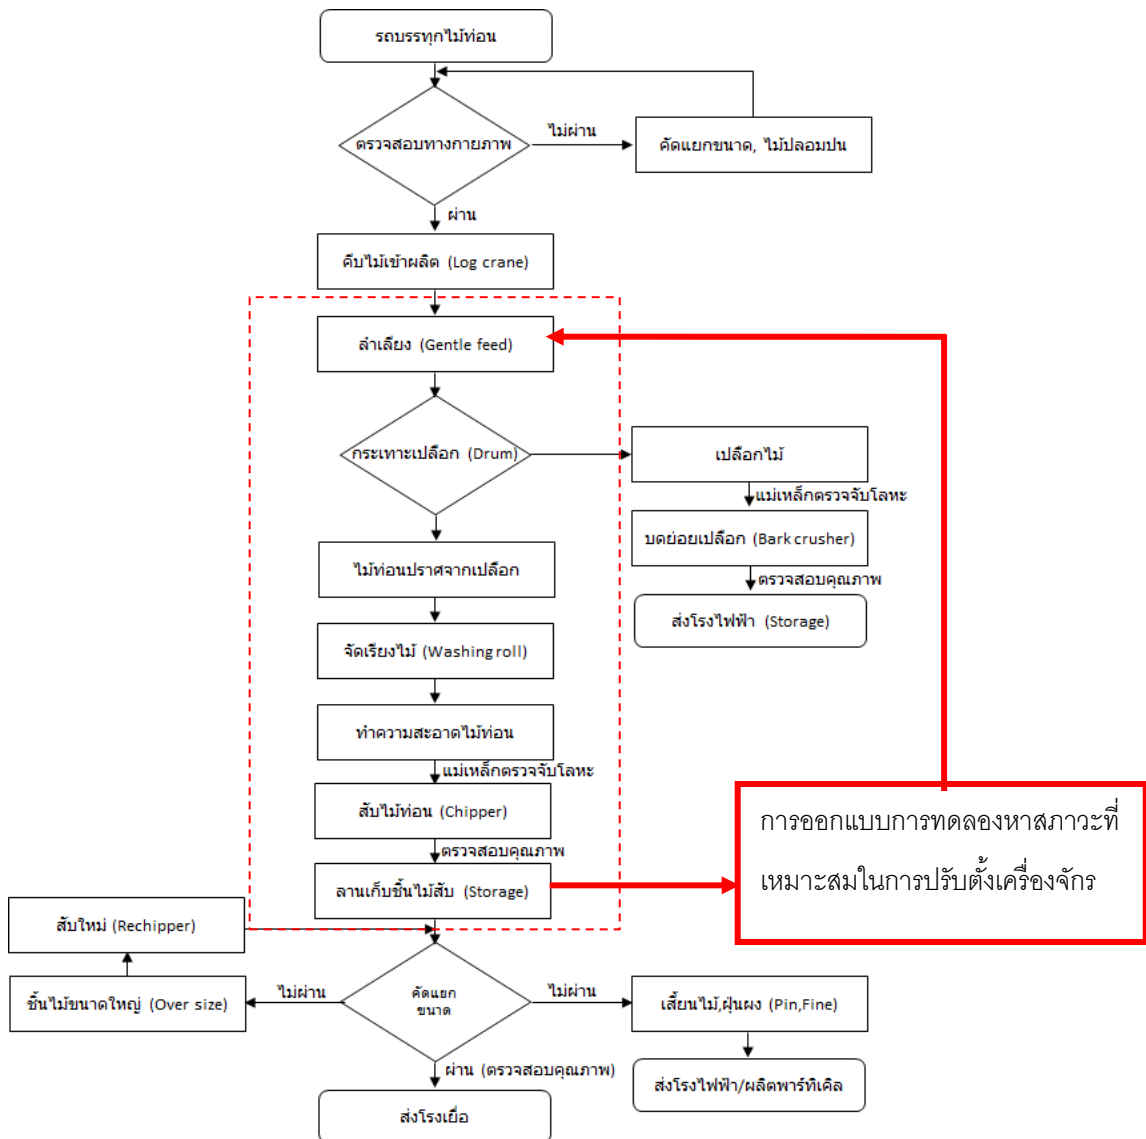 รถบรรทุกไม้ท่อน
ตรวจสอบทางกายภาพ
ไม่ผ่าน
คัดแยกขนาด, ไม้ปลอมปน
ผ่าน
คีบไม้เข้าผลิต (Log crane)
ลำเลียง (Gentle feed)
กระเทาะเปลือก (Drum)
เปลือกไม้
แม่เหล็กตรวจจับโลหะ
บดย่อยเปลือก (Bark crusher)
ตรวจสอบคุณภาพ
ส่งโรงไฟฟ้า (Storage)
ไม้ท่อนปราศจากเปลือก
จัดเรียงไม้ (Washing roll)
ทำความสะอาดไม้ท่อน
แม่เหล็กตรวจจับโลหะ
สับไม้ท่อน (Chipper)
ตรวจสอบคุณภาพ
ลานเก็บชิ้นไม้สับ (Storage)
การออกแบบการทดลองหาสภาวะที่
เหมาะสมในการปรับตั้งเครื่องจักร
สับใหม่ (Rechipper)
ชิ้นไม้ขนาดใหญ่ (Over size)
ไม่ผ่าน
คัดแยก
ขนาด
ไม่ผ่าน
เสี้ยนไม้,ฝุ่นผง (Pin,Fine)
ผ่าน (ตรวจสอบคุณภาพ)
ส่งโรงไฟฟ้า/ผลิตพาร์ทิเคิล
ส่งโรงเยื่อ